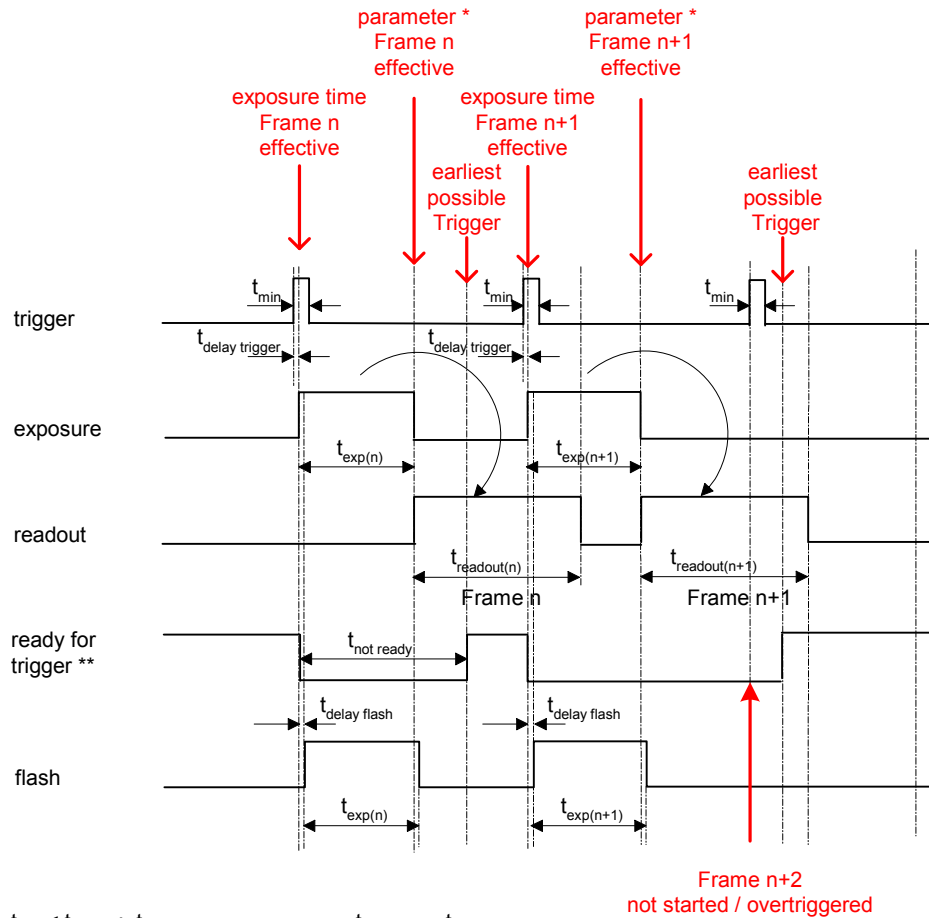 parameter *
Frame n
effective
parameter *
Frame n+1
effective
exposure time
Frame n
effective
exposure time
Frame n+1
effective
earliest
possible
Trigger
earliest
possible
Trigger
trigger
tmin
tmin
tmin
tdelay trigger
tdelay trigger
exposure
texp(n)
texp(n+1)
readout
treadout(n)
treadout(n+1)
Frame n
Frame n+1
ready for
trigger **
tnot ready
tdelay flash
tdelay flash
flash
texp(n)
texp(n+1)
Frame n+2
not started / overtriggered